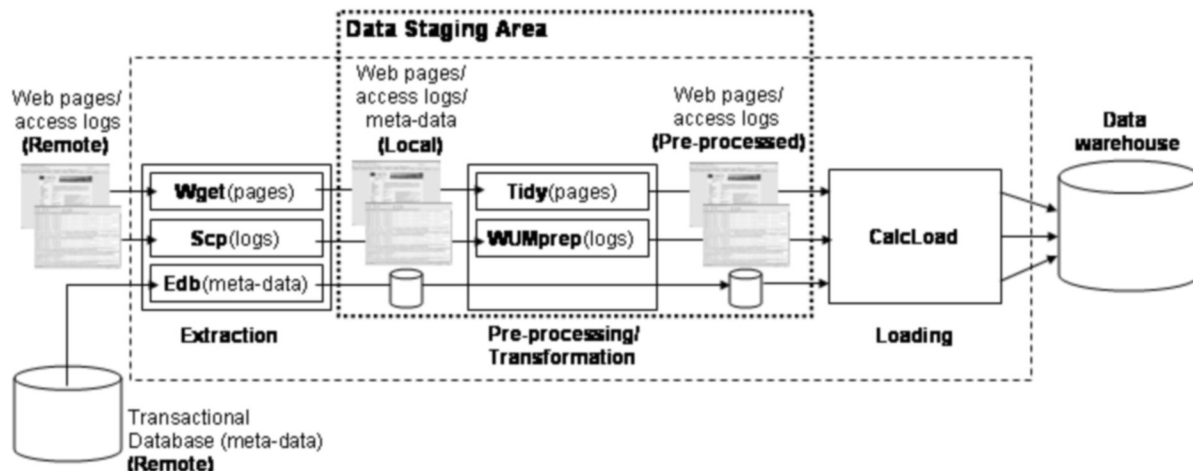 Data Staging Area
Web pages/
access logs
(Remote)
Web pages/
access logs/
meta-data
(Local)
Web pages/
access logs
(Pre-processed)
Data
warehouse
Wget(pages)
Scp(logs)
Edb(meta-data)
Tidy(pages)
WUMprep(logs)
CalcLoad
Extraction
Pre-processing/
Transformation
Loading
Transactional
Database (meta-data)
(Remote)